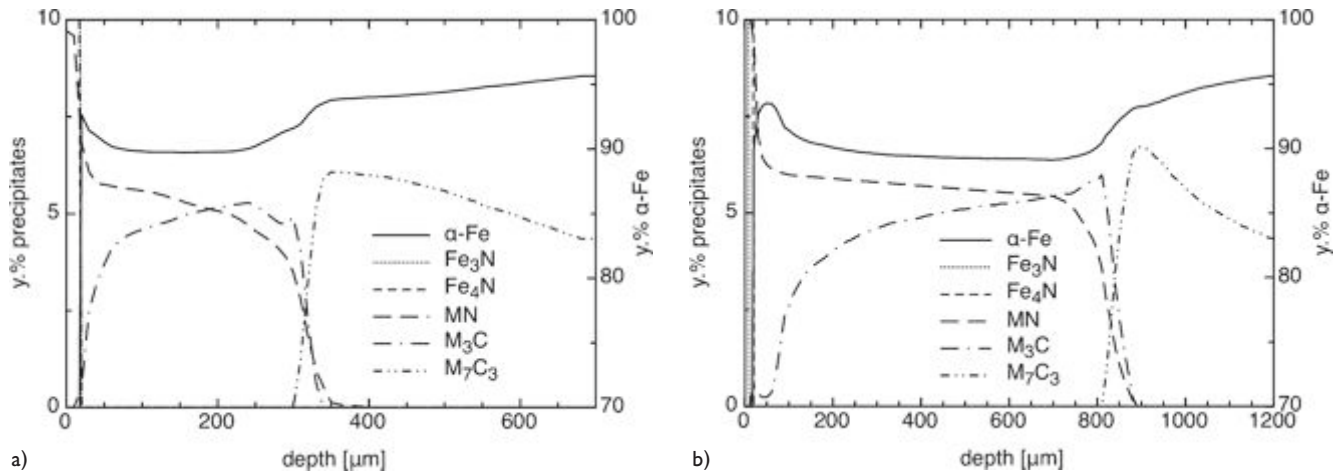 10
5
0
y.% precipitates
100
90
80
70
y.% α-Fe
α-Fe
Fe3N
Fe4N
MN
M3C
M7C3
0 200 400 600
depth [µm]
a)
10
5
0
y.% precipitates
100
90
80
70
y.% α-Fe
α-Fe
Fe3N
Fe4N
MN
M3C
M7C3
0 200 400 600 800 1000 1200
depth [µm]
b)